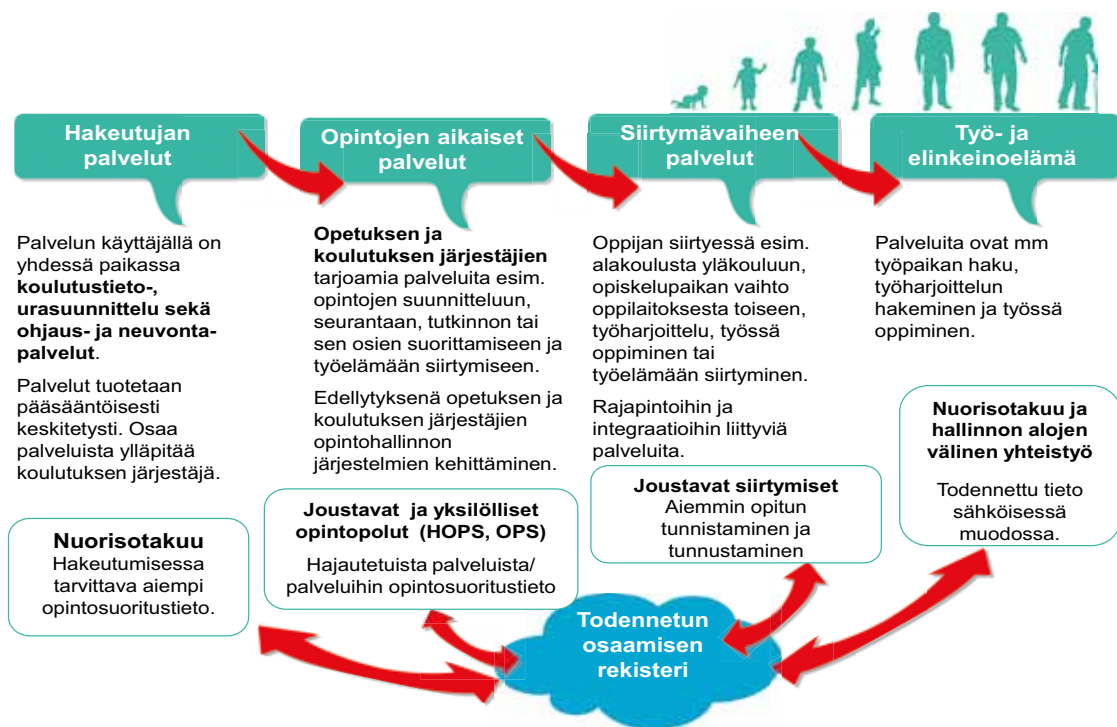 Hakeutujan
palvelut
Opintojen aikaiset
palvelut
Siirtymävaiheen
palvelut
Työ- ja
elinkeinoelämä
Palvelun käyttäjällä on
yhdessä paikassa
koulutustieto-,
urasuunnittelu sekä
ohjaus- ja neuvonta-
palvelut.
Palvelut tuotetaan
pääsääntöisesti
keskitetysti. Osaa
palveluista ylläpitää
koulutuksen järjestäjä.
Opetuksen ja
koulutuksen järjestäjien
tarjoamia palveluita esim.
opintojen suunnitteluun,
seurantaan, tutkinnon tai
sen osien suorittamiseen ja
työelämään siirtymiseen.
Edellytyksenä opetuksen ja
koulutuksen järjestäjien
opintohallinnon
järjestelmien kehittäminen.
Oppijan siirtyessä esim.
alakoulusta yläkouluun,
opiskelupaikan vaihto
oppilaitoksesta toiseen,
työharjoittelu, työssä
oppiminen tai
työelämään siirtyminen.
Rajapintoihin ja
integraatioihin liittyviä
palveluita.
Palveluita ovat mm
työpaikan haku,
työharjoittelun
hakeminen ja työssä
oppiminen.
Nuorisotakuu
Hakeutumisessa
tarvittava aiempi
opintosuoritustieto.
Joustavat ja yksilölliset
opintopolut (HOPS, OPS)
Hajautetuista palveluista/
palveluihin opintosuoritustieto
Joustavat siirtymiset
Aiemmin opitun
tunnistaminen ja
tunnustaminen
Nuorisotakuu ja
hallinnon alojen
välinen yhteistyö
Todennettu tieto
sähköisessä
muodossa.
Todennetun
osaamisen
rekisteri